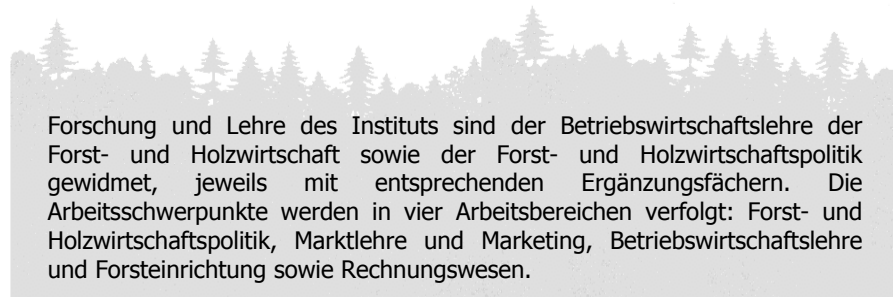 Forschung und Lehre des Instituts sind der Betriebswirtschaftslehre der
Forst- und Holzwirtschaft sowie der Forst- und Holzwirtschaftspolitik
gewidmet, jeweils mit entsprechenden Ergänzungsfächern. Die
Arbeitsschwerpunkte werden in vier Arbeitsbereichen verfolgt: Forst- und
Holzwirtschaftspolitik, Marktlehre und Marketing, Betriebswirtschaftslehre
und Forsteinrichtung sowie Rechnungswesen.